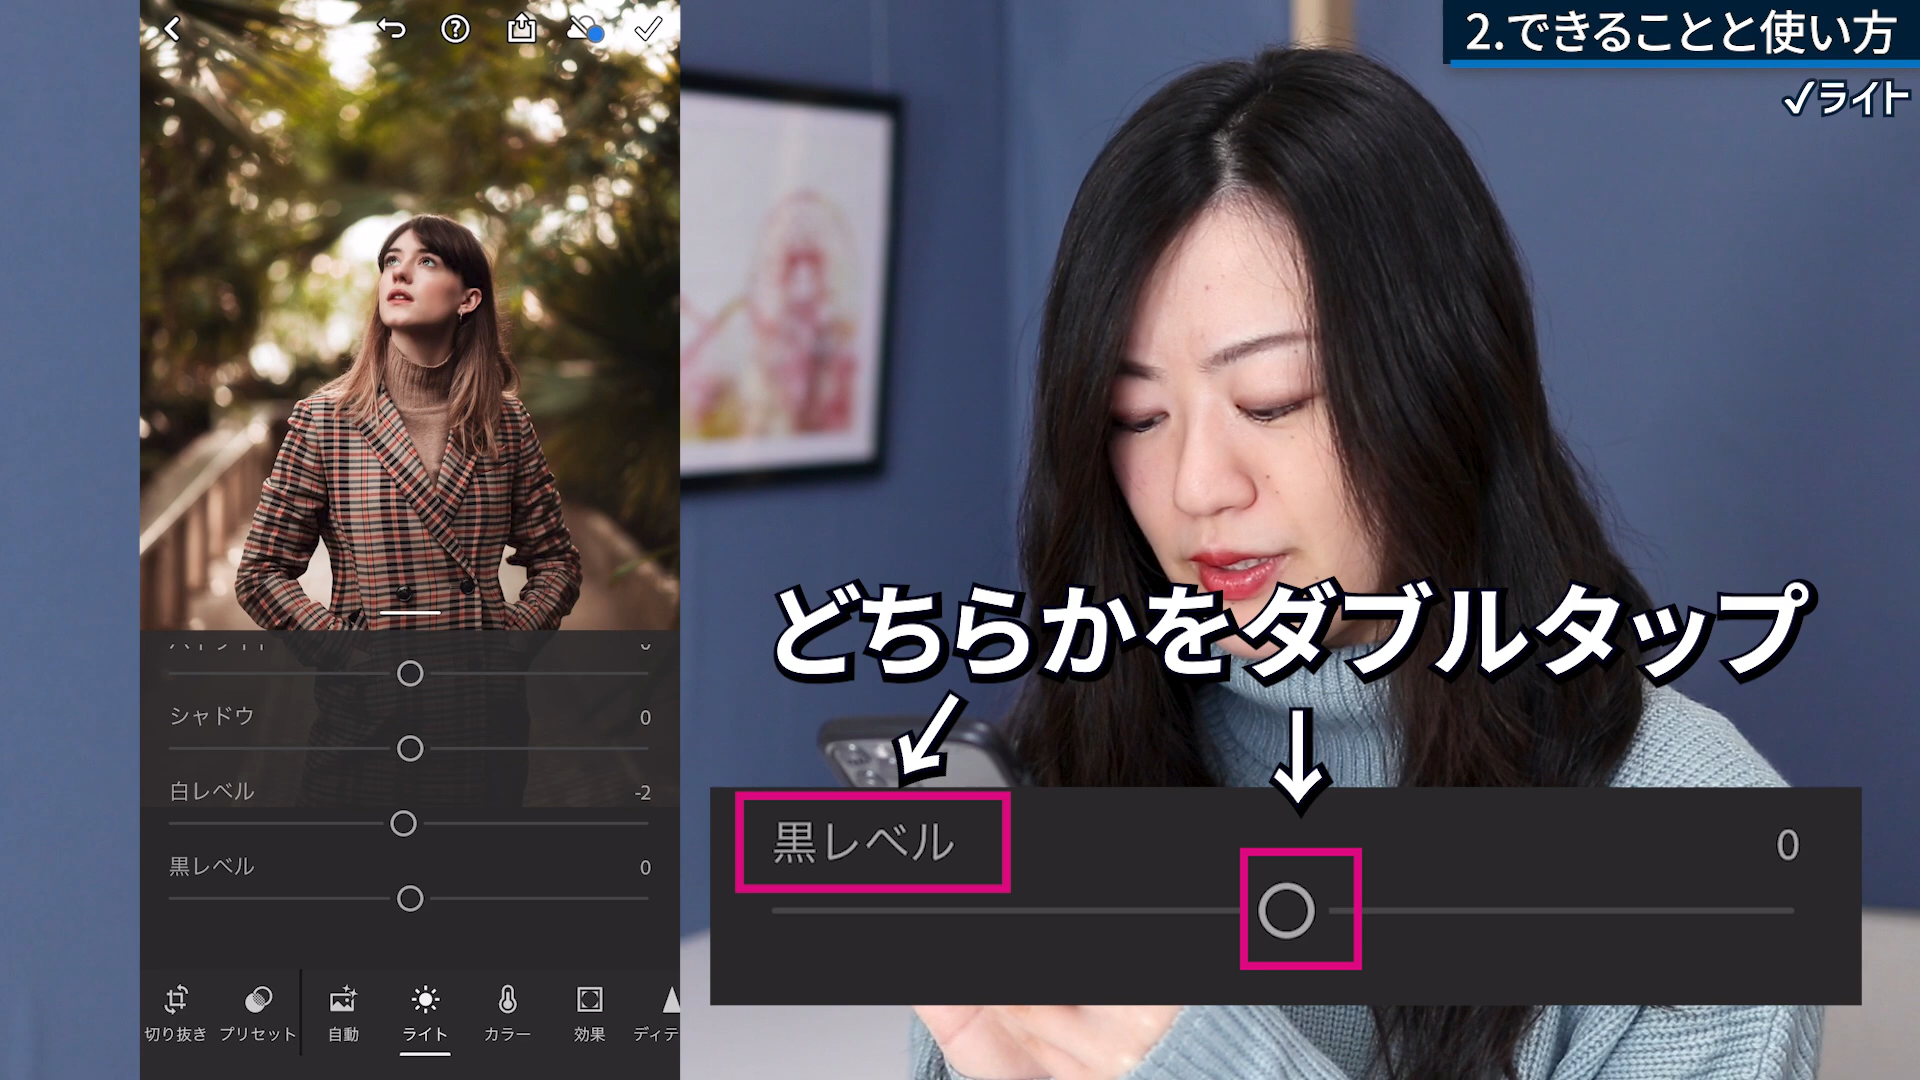 2.できることと使い方
✓ライト
シャドウ
0
白レベル
-2
黒レベル
0
切り抜き
プリセット
自動
ライト
カラー
効果
ディテ
どちらかをダブルタップ
黒レベル
0